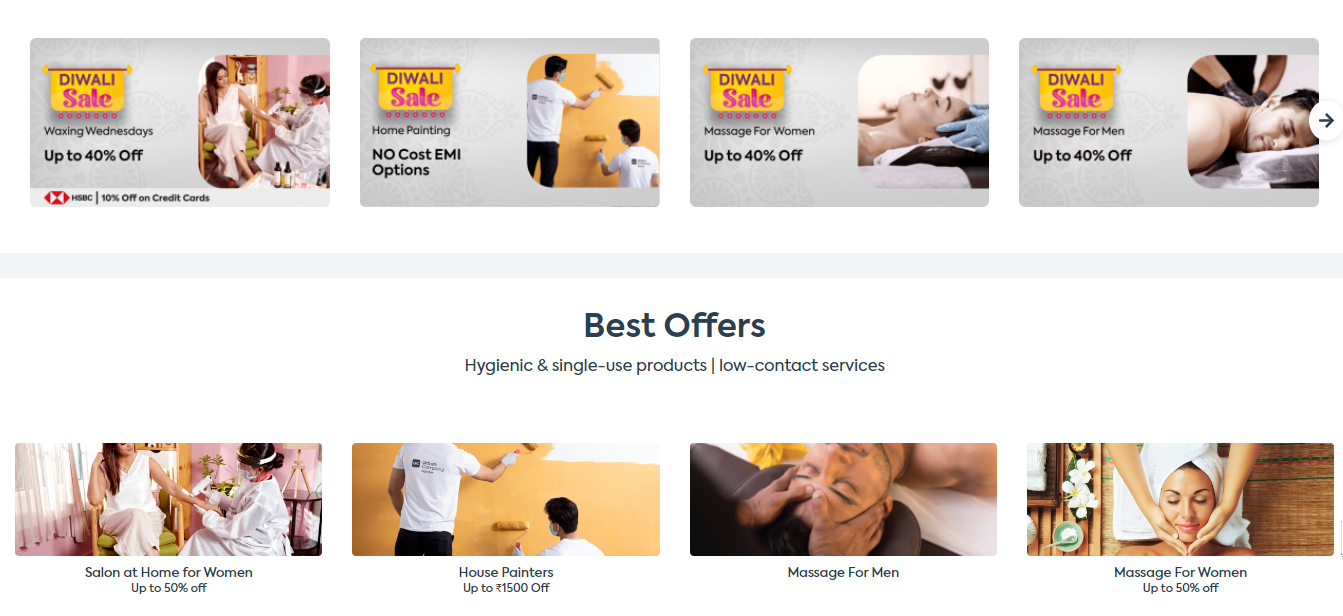 DIWALI
Sale
Waxing Wednesdays
Up to 40% Off
HSBC | 10% Off on Credit Cards
DIWALI
Sale
Home Painting
NO Cost EMI
Options
DIWALI
Sale
Massage For Women
Up to 40% Off
DIWALI
Sale
Massage For Men
Up to 40% Off
Best Offers
Hygienic & single-use products | low-contact services
UC Urban
Company
Salon at Home for Women
Up to 50% off
House Painters
Up to ₹1500 Off
Massage For Men
Massage For Women
Up to 50% off